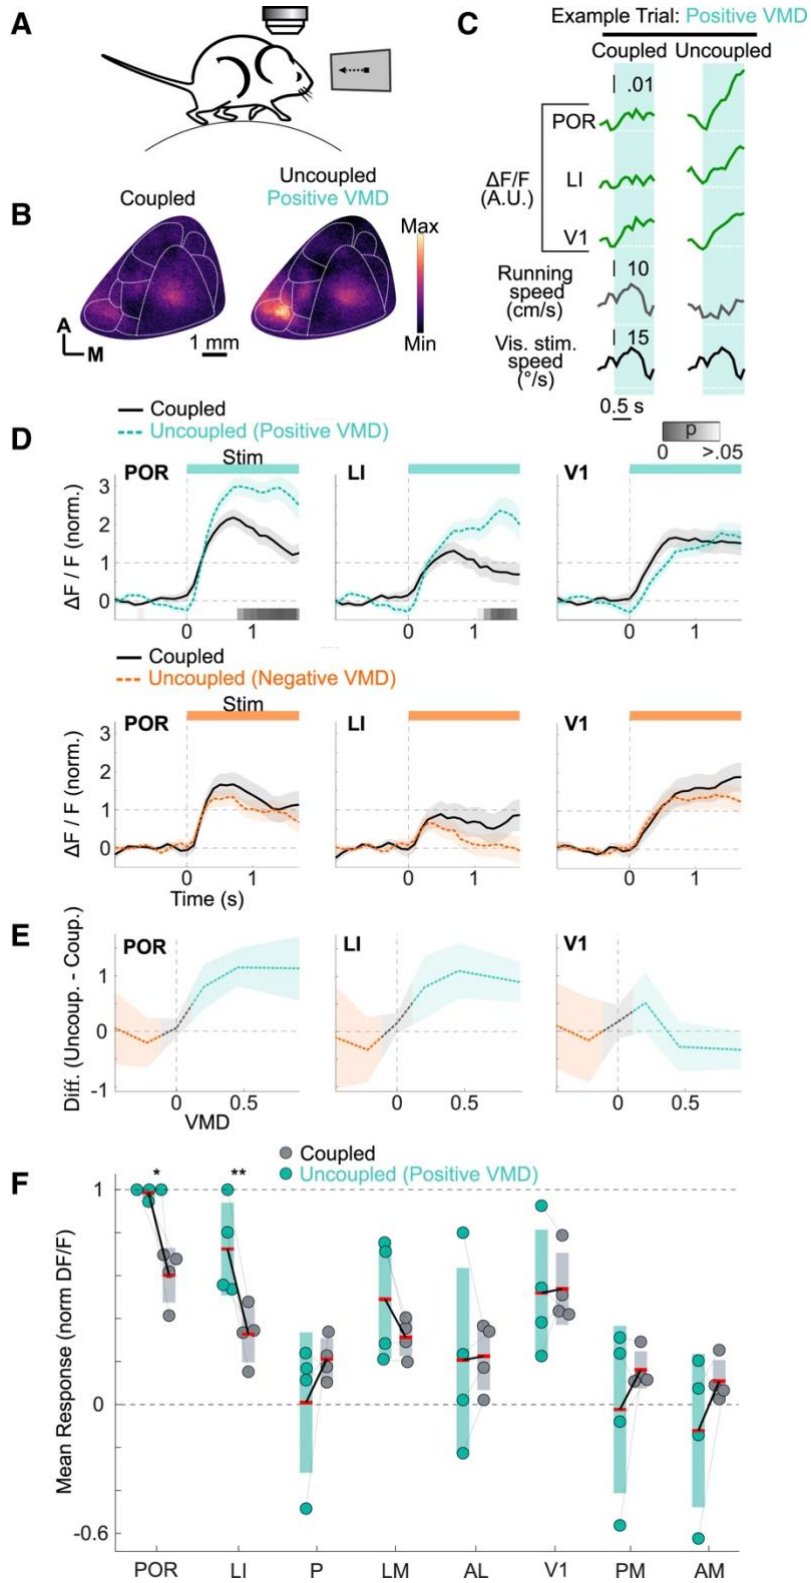 A
B
Coupled
Uncoupled
Positive VMD
Max
Min
A
M
1 mm
C
Example Trial: Positive VMD
Coupled Uncoupled
.01
POR
ΔF/F
(A.U.)
LI
V1
10
Running
speed
(cm/s)
15
Vis. stim.
speed
(°/s)
0.5 s
p
0 >.05
D
Coupled
Uncoupled (Positive VMD)
Stim
POR LI V1
ΔF / F (norm.)
3
2
1
0
0 1 0 1 0 1
Coupled
Uncoupled (Negative VMD)
Stim
POR LI V1
ΔF / F (norm.)
3
2
1
0
0 1 0 1 0 1
Time (s)
E
POR LI V1
Diff. (Uncoup. - Coup.)
1
0
-1
0 0.5 0 0.5 0 0.5
VMD
F
Coupled
Uncoupled (Positive VMD)
* **
Mean Response (norm DF/F)
1
0
-0.6
POR LI P LM AL V1 PM AM